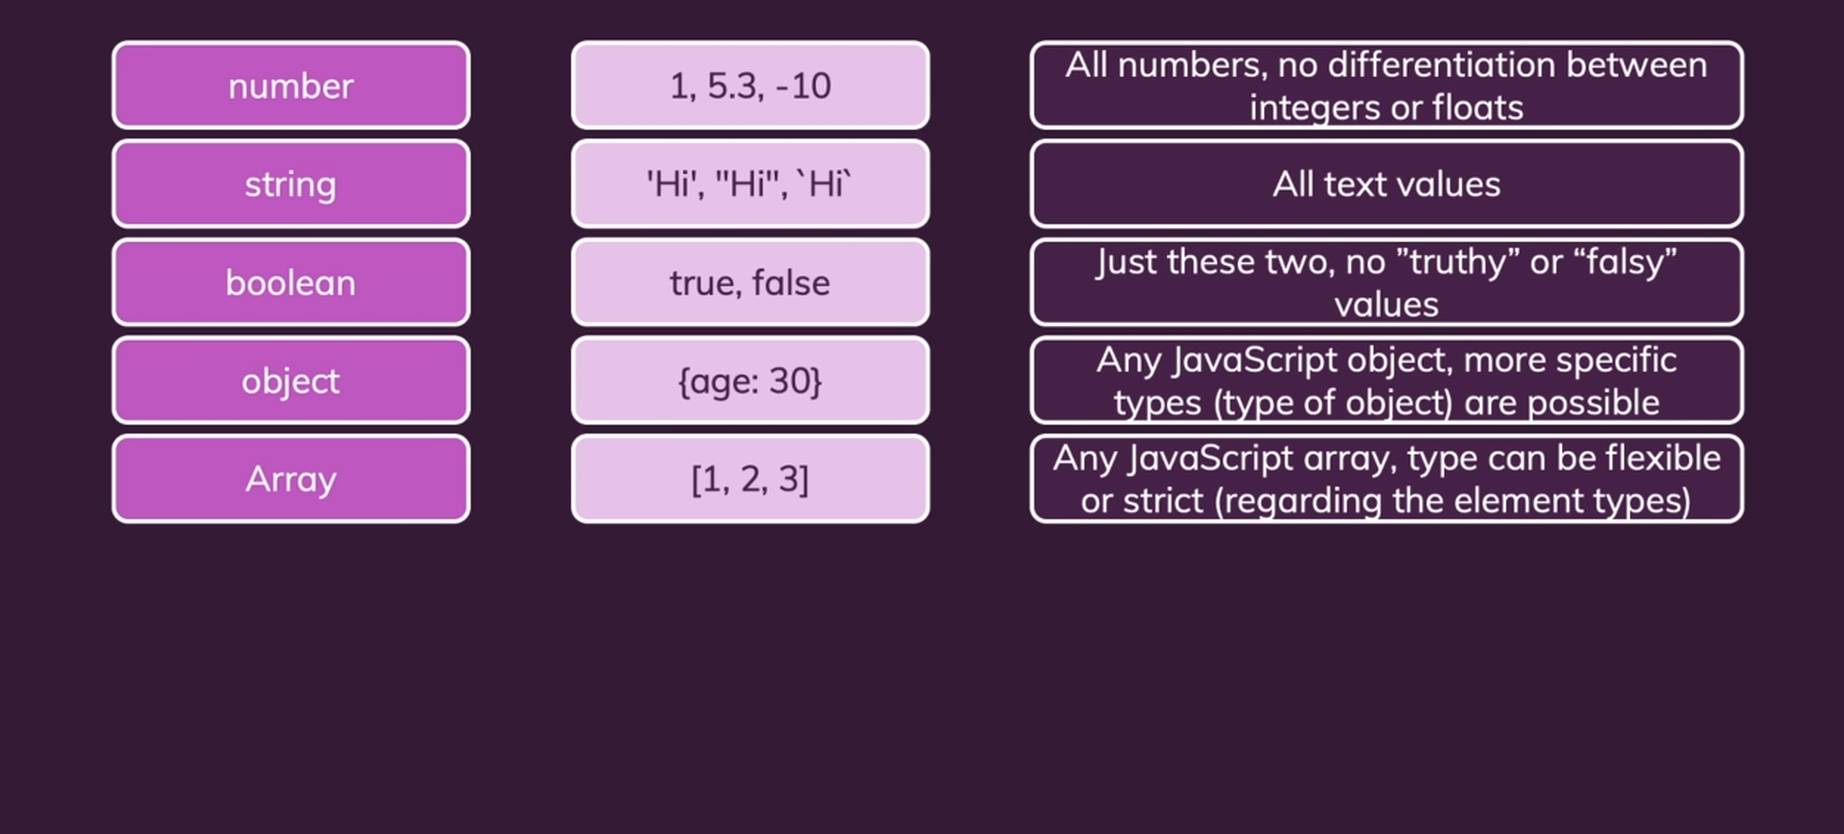 number
1, 5.3, -10
All numbers, no differentiation between
integers or floats
string
'Hi', "Hi", `Hi`
All text values
boolean
true, false
Just these two, no ”truthy” or “falsy”
values
object
{age: 30}
Any JavaScript object, more specific
types (type of object) are possible
Array
[1, 2, 3]
Any JavaScript array, type can be flexible
or strict (regarding the element types)